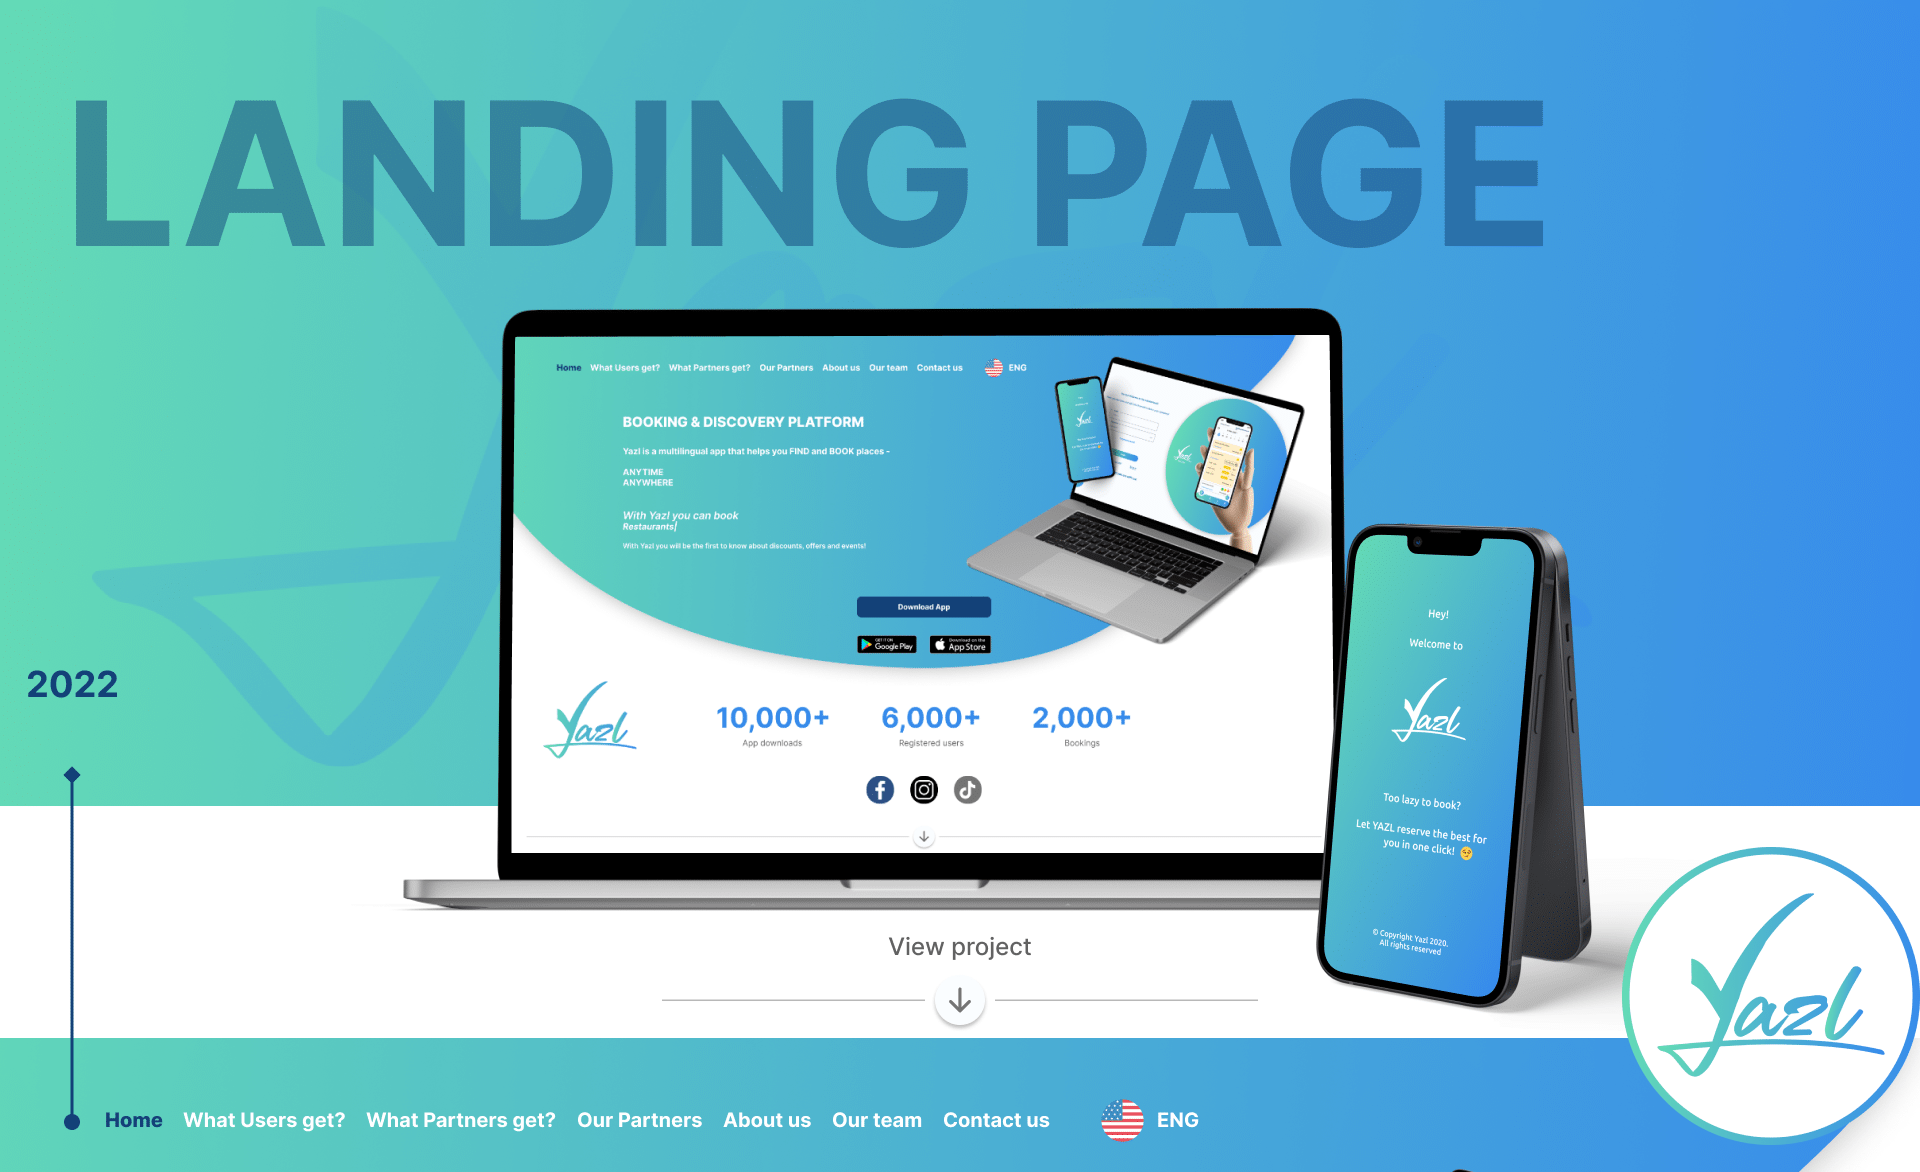 LANDING PAGE
Home What Users get? What Partners get? Our Partners About us Our team Contact us ENG
BOOKING & DISCOVERY PLATFORM
Yazl is a multilingual app that helps you FIND and BOOK places -
ANYTIME
ANYWHERE
With Yazl you can book
Restaurants|
With Yazl you will be the first to know about discounts, offers and events!
Yazl
Yazl
Download App
GET IT ON
Google Play
Download on the
App Store
Yazl
10,000+ 6,000+ 2,000+
App downloads Registered users Bookings
2022
Hey!
Welcome to
Yazl
Too lazy to book?
Let YAZL reserve the best for
you in one click! 😏
© Copyright Yazl 2020.
All rights reserved
View project
Yazl
Home What Users get? What Partners get? Our Partners About us Our team Contact us ENG